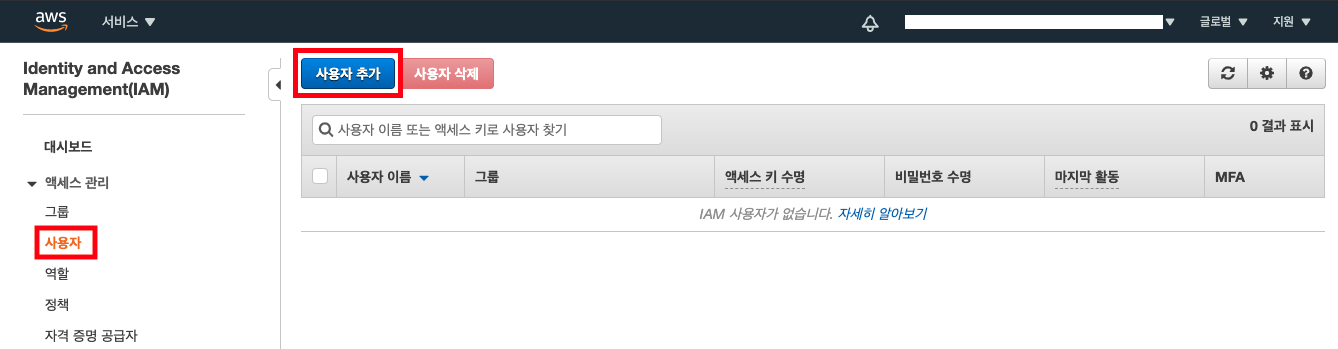 aws 서비스 글로벌 지원
Identity and Access
Management(IAM)
대시보드
액세스 관리
그룹
사용자
역할
정책
자격 증명 공급자
사용자 추가 사용자 삭제
사용자 이름 또는 액세스 키로 사용자 찾기 0 결과 표시
사용자 이름 그룹 액세스 키 수명 비밀번호 수명 마지막 활동 MFA
IAM 사용자가 없습니다. 자세히 알아보기